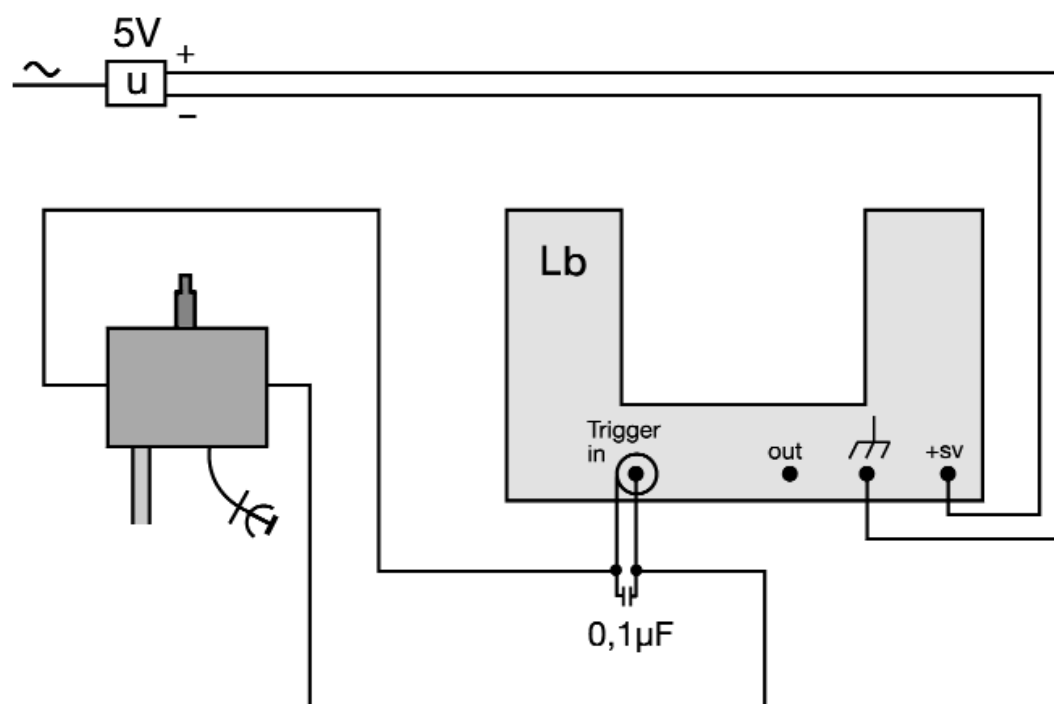 5V
~
u
+
−
Lb
Trigger
in
out
+sv
0,1µF